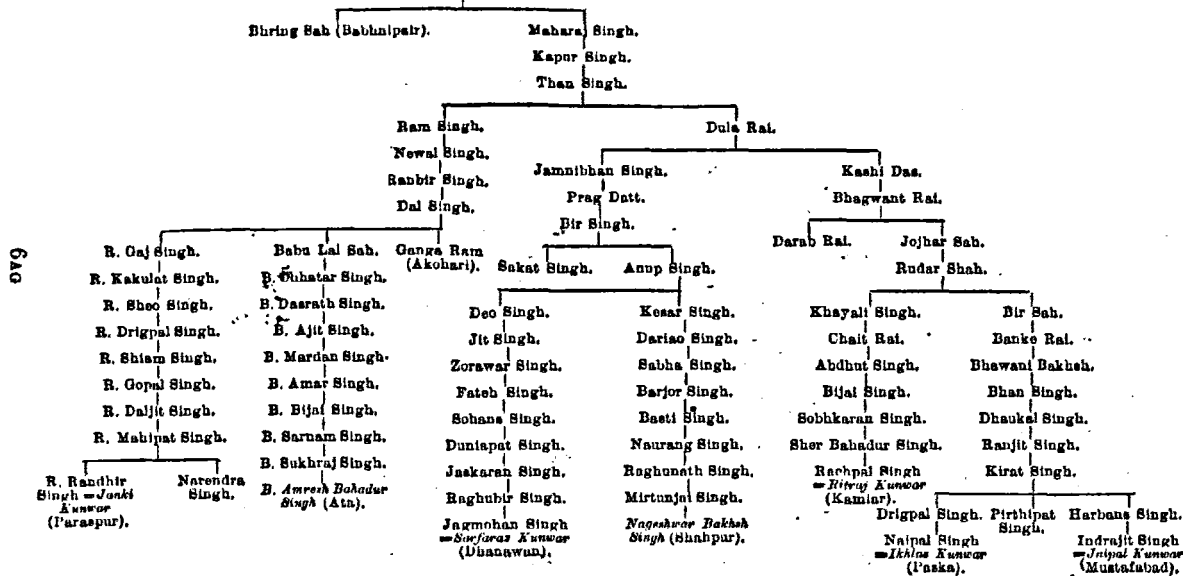 Bhring Sah (Babhnipair).
Maharaj Singh.
Kapur Singh.
Than Singh.
Ram Singh.
Newal Singh.
Ranbir Singh.
Dal Singh.
Dula Rai.
Jamnibhan Singh.
Prag Datt.
Bir Singh.
Kashi Das.
Bhagwant Rai.
R. Gaj Singh.
R. Kakulat Singh.
R. Sheo Singh.
R. Drigpal Singh.
R. Shiam Singh.
R. Gopal Singh.
R. Daljit Singh.
R. Mahipat Singh.
R. Randhir
Singh = Janki
Kunwar
(Paraspur).
Narendra
Singh.
Babu Lal Sah.
B. Guhatar Singh.
B. Dasrath Singh.
B. Ajit Singh.
B. Mardan Singh.
B. Amar Singh.
B. Bijai Singh.
B. Sarnam Singh.
B. Sukhraj Singh.
B. Amresh Bahadur
Singh (Ata).
Ganga Ram
(Akohari).
Sakat Singh.
Anup Singh.
Deo Singh.
Jit Singh.
Zorawar Singh.
Fateh Singh.
Sohans Singh.
Duniapat Singh.
Jaskaran Singh.
Raghubir Singh.
Jagmohan Singh
= Sarfaraz Kunwar
(Dhanawan).
Kesar Singh.
Dariao Singh.
Sabha Singh.
Barjor Singh.
Basti Singh.
Naurang Singh.
Raghunath Singh.
Mirtunjai Singh.
Nageshwar Bakhsh
Singh (Shahpur).
Darab Rai.
Jojhar Sah.
Rudar Shah.
Khayali Singh.
Chait Rai.
Abdhut Singh.
Bijai Singh.
Sobhkaran Singh.
Sher Bahadur Singh.
Rachpal Singh
= Ritraj Kunwar
(Kamiar).
Bir Sah.
Banke Rai.
Bhawani Bakhsh.
Bhan Singh.
Dhaukal Singh.
Ranjit Singh.
Kirat Singh.
Drigpal Singh.
Naipal Singh
= Ikhlas Kunwar
(Paska).
Pirthipat
Singh.
Harbans Singh.
Indrajit Singh
= Jaipal Kunwar
(Mustafabad).